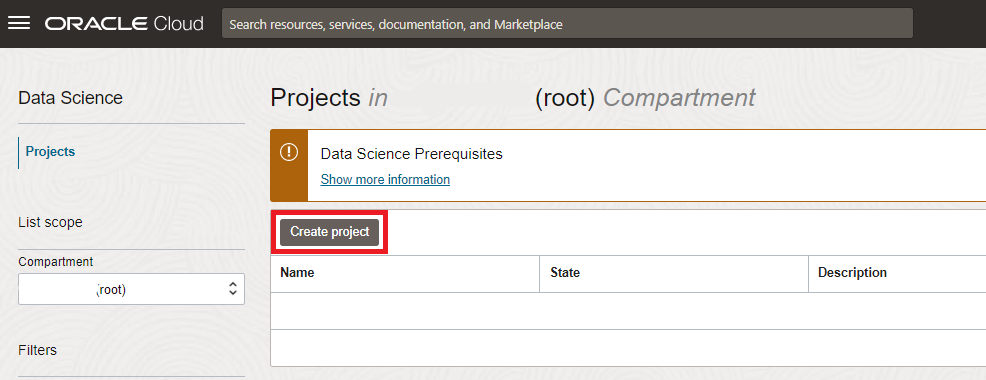 ORACLE Cloud
Search resources, services, documentation, and Marketplace
Data Science
Projects
List scope
Compartment
(root)
Filters
Projects in (root) Compartment
Data Science Prerequisites
Show more information
Create project
Name State Description